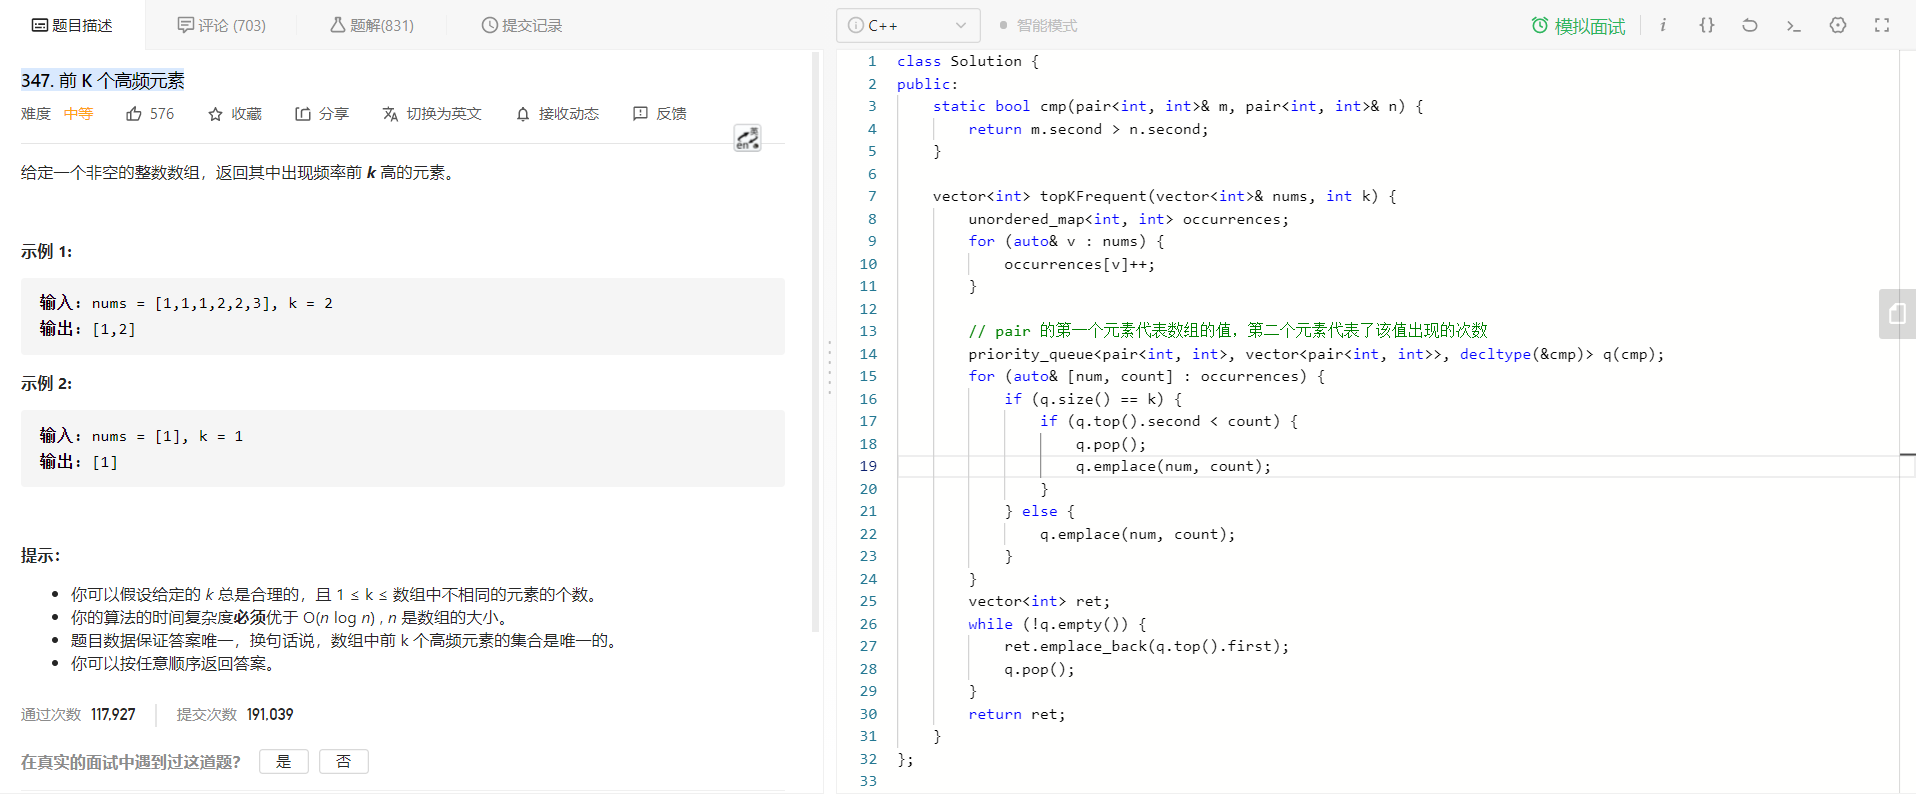 题目描述
评论 (703)
题解(831)
提交记录
347. 前 K 个高频元素
难度 中等 576 收藏 分享 切换为英文 接收动态 反馈
英
en
给定一个非空的整数数组，返回其中出现频率前 k 高的元素。
示例 1:
输入: nums = [1,1,1,2,2,3], k = 2
输出: [1,2]
示例 2:
输入: nums = [1], k = 1
输出: [1]
提示：
你可以假设给定的 k 总是合理的，且 1 ≤ k ≤ 数组中不相同的元素的个数。
你的算法的时间复杂度必须优于 O(n log n) , n 是数组的大小。
题目数据保证答案唯一，换句话说，数组中前 k 个高频元素的集合是唯一的。
你可以按任意顺序返回答案。
通过次数 117,927 提交次数 191,039
在真实的面试中遇到过这道题？ 是 否
C++
智能模式
模拟面试
1 class Solution {
2 public:
3 static bool cmp(pair<int, int>& m, pair<int, int>& n) {
4 return m.second > n.second;
5 }
6
7 vector<int> topKFrequent(vector<int>& nums, int k) {
8 unordered_map<int, int> occurrences;
9 for (auto& v : nums) {
10 occurrences[v]++;
11 }
12
13 // pair 的第一个元素代表数组的值，第二个元素代表了该值出现的次数
14 priority_queue<pair<int, int>, vector<pair<int, int>>, decltype(&cmp)> q(cmp);
15 for (auto& [num, count] : occurrences) {
16 if (q.size() == k) {
17 if (q.top().second < count) {
18 q.pop();
19 q.emplace(num, count);
20 }
21 } else {
22 q.emplace(num, count);
23 }
24 }
25 vector<int> ret;
26 while (!q.empty()) {
27 ret.emplace_back(q.top().first);
28 q.pop();
29 }
30 return ret;
31 }
32 };
33